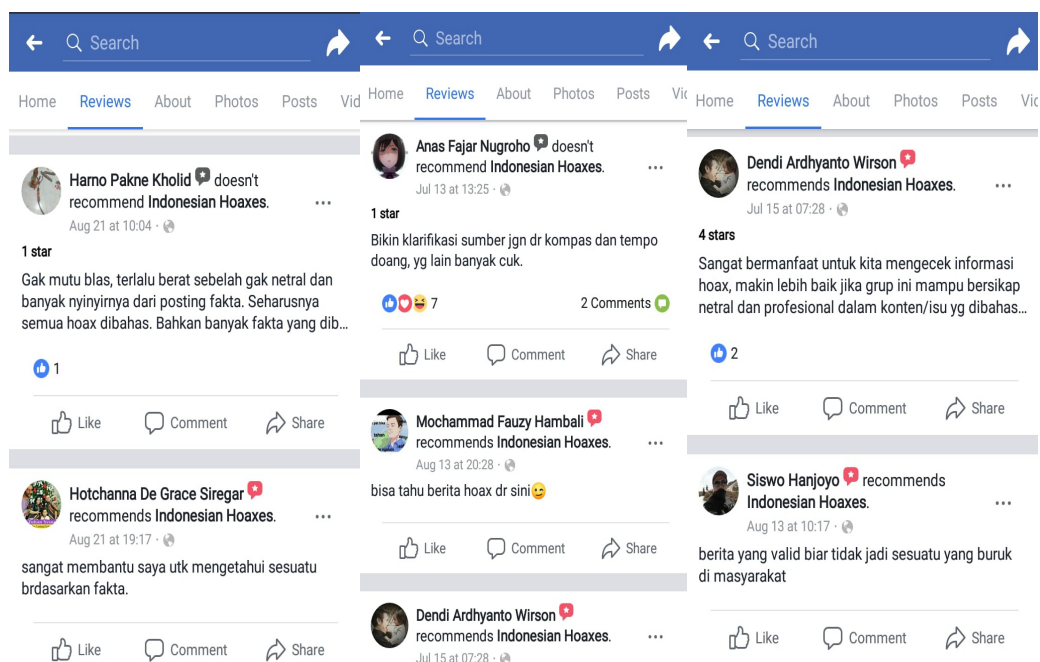 Search
Home Reviews About Photos Posts Vid
Harno Pakne Kholid doesn't
recommend Indonesian Hoaxes.
Aug 21 at 10:04 ·
1 star
Gak mutu blas, terlalu berat sebelah gak netral dan
banyak nyinyirnya dari posting fakta. Seharusnya
semua hoax dibahas. Bahkan banyak fakta yang dib...
1
Like Comment Share
Hotchanna De Grace Siregar
recommends Indonesian Hoaxes.
Aug 21 at 19:17 ·
sangat membantu saya utk mengetahui sesuatu
brdasarkan fakta.
Like Comment Share
Search
Home Reviews About Photos Posts Vid
Anas Fajar Nugroho doesn't
recommend Indonesian Hoaxes.
Jul 13 at 13:25 ·
1 star
Bikin klarifikasi sumber jgn dr kompas dan tempo
doang, yg lain banyak cuk.
7 2 Comments
Like Comment Share
Mochammad Fauzy Hambali
recommends Indonesian Hoaxes.
Aug 13 at 20:28 ·
bisa tahu berita hoax dr sini😉
Like Comment Share
Dendi Ardhyanto Wirson
recommends Indonesian Hoaxes.
Jul 15 at 07:28 ·
Search
Home Reviews About Photos Posts Vid
Dendi Ardhyanto Wirson
recommends Indonesian Hoaxes.
Jul 15 at 07:28 ·
4 stars
Sangat bermanfaat untuk kita mengecek informasi
hoax, makin lebih baik jika grup ini mampu bersikap
netral dan profesional dalam konten/isu yg dibahas...
2
Like Comment Share
Siswo Hanjoyo recommends
Indonesian Hoaxes.
Aug 13 at 10:17 ·
berita yang valid biar tidak jadi sesuatu yang buruk
di masyarakat
Like Comment Share